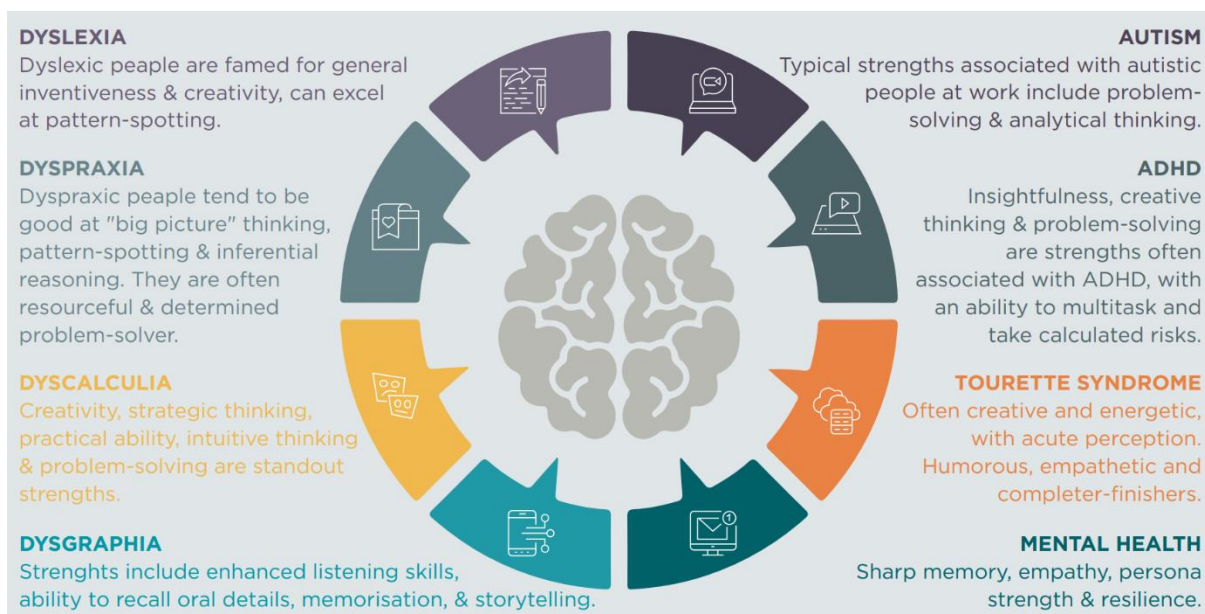 DYSLEXIA
Dyslexic peaple are famed for general
inventiveness & creativity, can excel
at pattern-spotting.
DYSPRAXIA
Dyspraxic peaple tend to be
good at "big picture" thinking,
pattern-spotting & inferential
reasoning. They are often
resourceful & determined
problem-solver.
DYSCALCULIA
Creativity, strategic thinking,
practical ability, intuitive thinking
& problem-solving are standout
strengths.
DYSGRAPHIA
Strenghts include enhanced listening skills,
ability to recall oral details, memorisation, & storytelling.
AUTISM
Typical strengths associated with autistic
people at work include problem-
solving & analytical thinking.
ADHD
Insightfulness, creative
thinking & problem-solving
are strengths often
associated with ADHD, with
an ability to multitask and
take calculated risks.
TOURETTE SYNDROME
Often creative and energetic,
with acute perception.
Humorous, empathetic and
completer-finishers.
MENTAL HEALTH
Sharp memory, empathy, persona
strength & resilience.
1